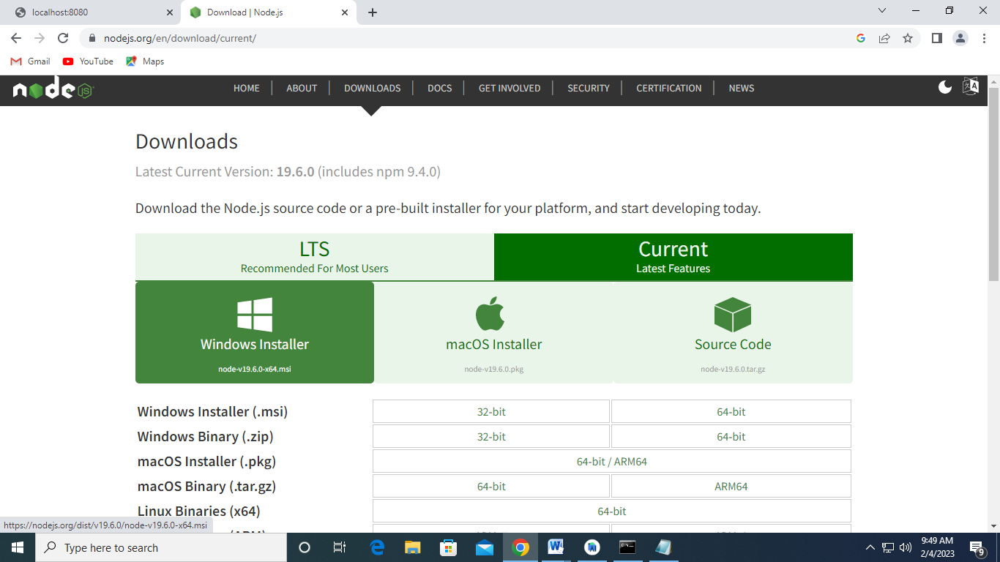 localhost:8080
Download | Node.js
nodejs.org/en/download/current/
Gmail YouTube Maps
node JS
HOME ABOUT DOWNLOADS DOCS GET INVOLVED SECURITY CERTIFICATION NEWS
Downloads
Latest Current Version: 19.6.0 (includes npm 9.4.0)
Download the Node.js source code or a pre-built installer for your platform, and start developing today.
LTS
Recommended For Most Users
Current
Latest Features
Windows Installer
node-v19.6.0-x64.msi
macOS Installer
node-v19.6.0.pkg
Source Code
node-v19.6.0.tar.gz
Windows Installer (.msi) 32-bit 64-bit
Windows Binary (.zip) 32-bit 64-bit
macOS Installer (.pkg) 64-bit / ARM64
macOS Binary (.tar.gz) 64-bit ARM64
Linux Binaries (x64) 64-bit
https://nodejs.org/dist/v19.6.0/node-v19.6.0-x64.msi
Type here to search
9:49 AM
2/4/2023
9